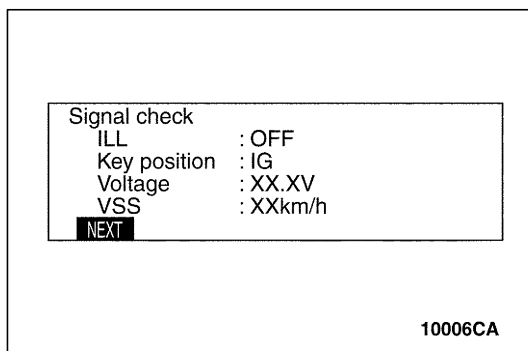 Signal check
ILL : OFF
Key position : IG
Voltage : XX.XV
VSS : XXkm/h
NEXT
10006CA